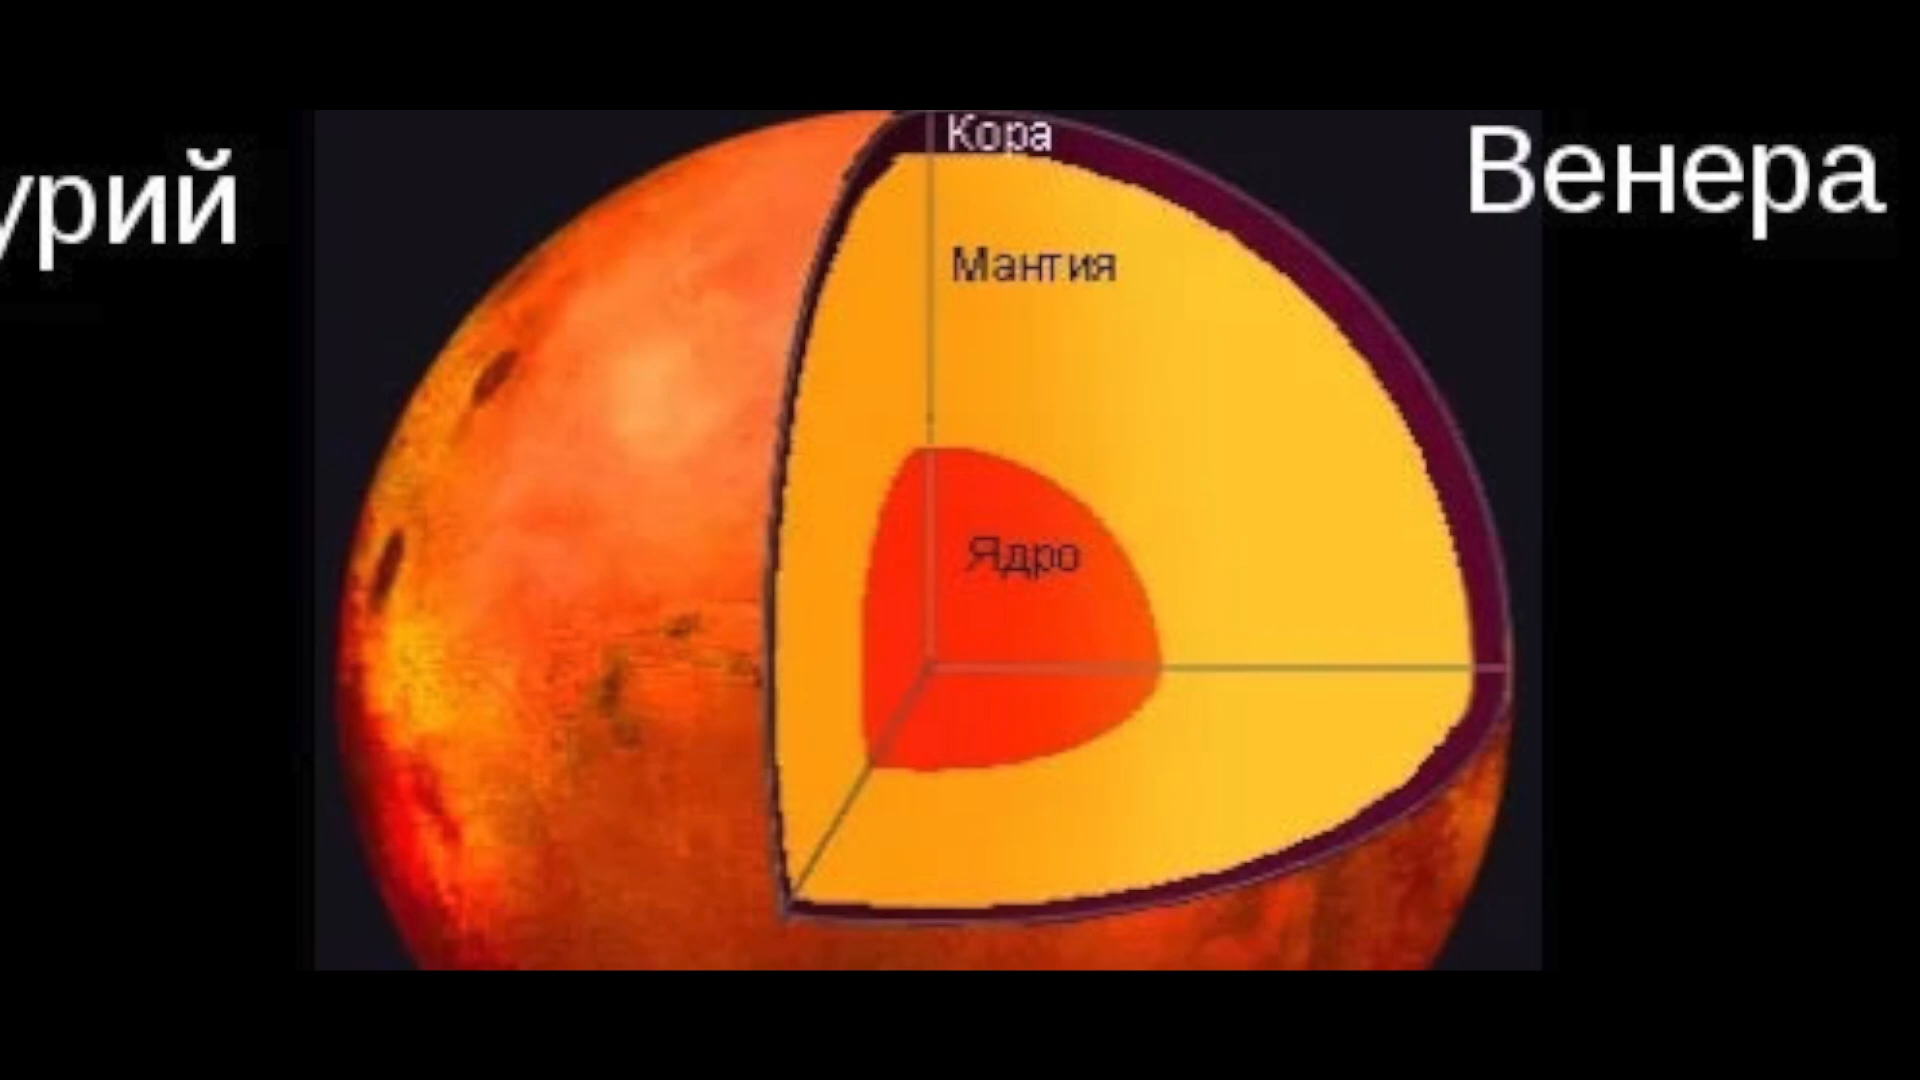 урий
Венера
Кора
Мантия
Ядро